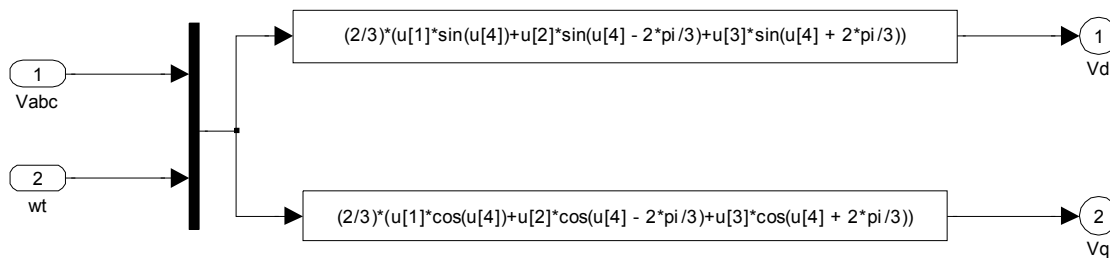 (2/3)*(u[1]*sin(u[4])+u[2]*sin(u[4] - 2*pi/3)+u[3]*sin(u[4] + 2*pi/3))
1
Vd
1
Vabc
2
wt
(2/3)*(u[1]*cos(u[4])+u[2]*cos(u[4] - 2*pi/3)+u[3]*cos(u[4] + 2*pi/3))
2
Vq